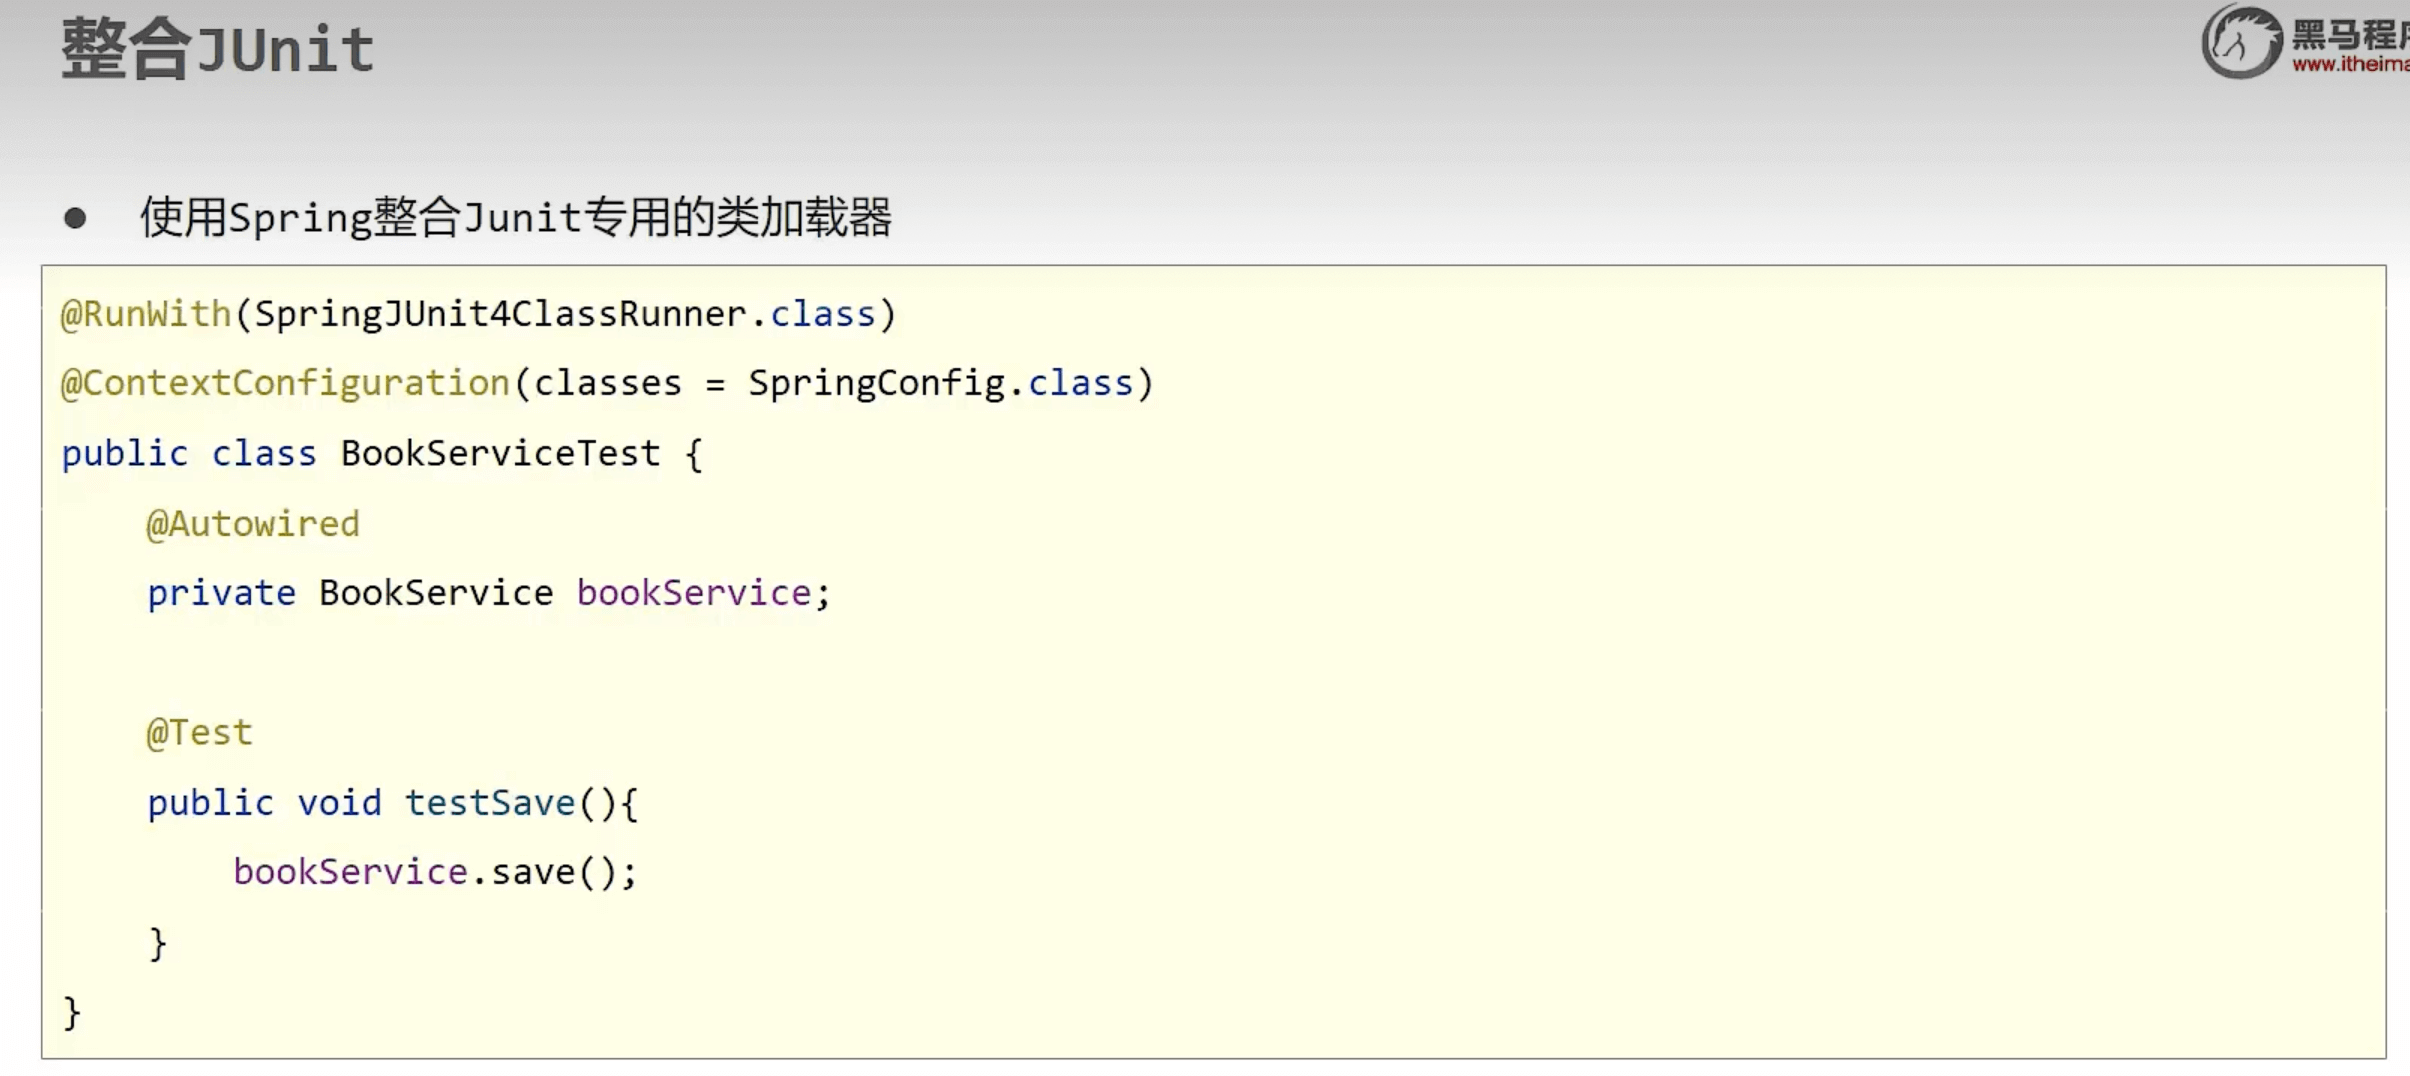 整合JUnit
黑马程序
www.itheima
● 使用Spring整合Junit专用的类加载器
@RunWith(SpringJUnit4ClassRunner.class)
@ContextConfiguration(classes = SpringConfig.class)
public class BookServiceTest {
    @Autowired
    private BookService bookService;
    @Test
    public void testSave(){
        bookService.save();
    }
}